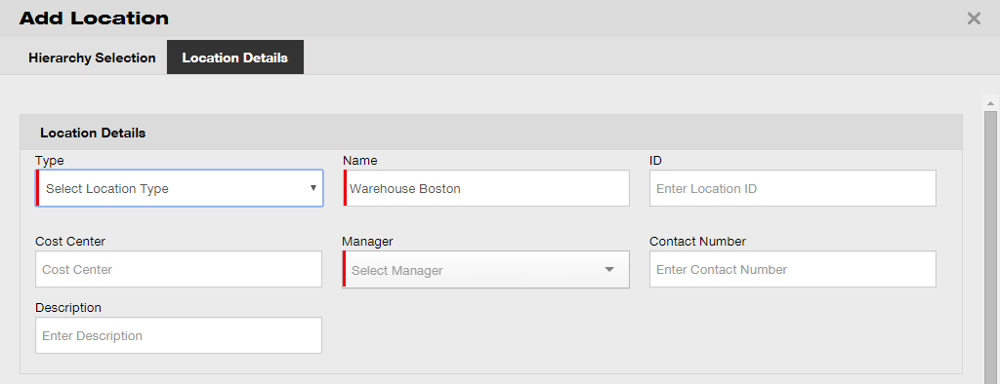 Add Location
Hierarchy Selection Location Details
Location Details
Type Name ID
Select Location Type Warehouse Boston Enter Location ID
Cost Center Manager Contact Number
Cost Center Select Manager Enter Contact Number
Description
Enter Description